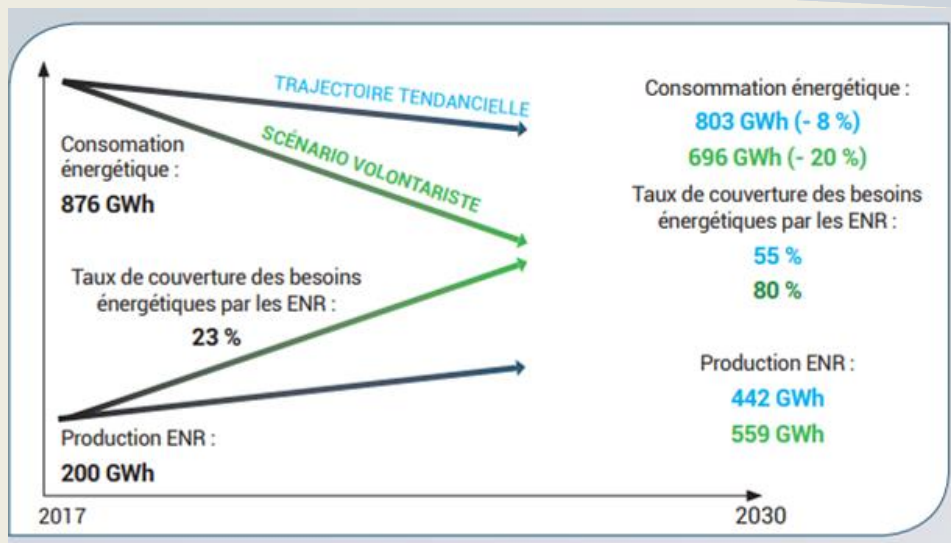 TRAJECTOIRE TENDANCIELLE
SCÉNARIO VOLONTARISTE
Consomation
énergétique :
876 GWh
Taux de couverture des besoins
énergétiques par les ENR :
23 %
Production ENR :
200 GWh
Consommation énergétique :
803 GWh (- 8 %)
696 GWh (- 20 %)
Taux de couverture des besoins
énergétiques par les ENR :
55 %
80 %
Production ENR :
442 GWh
559 GWh
2017
2030